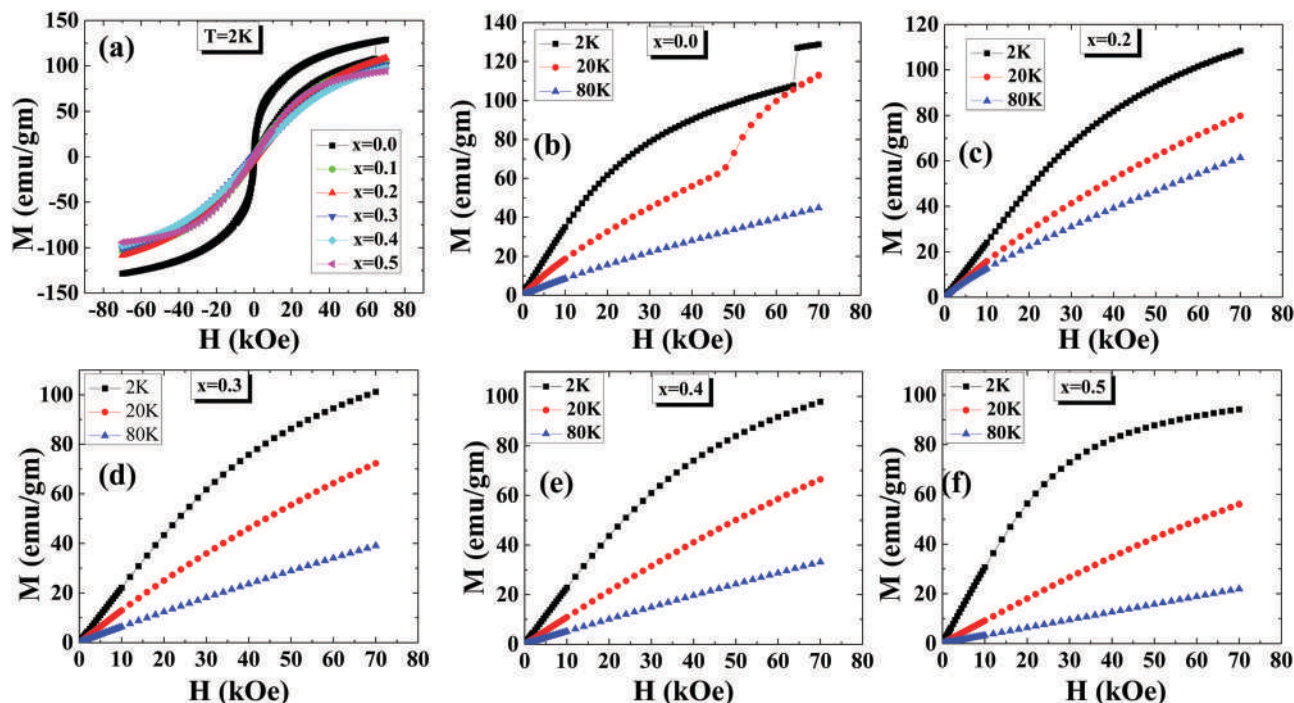 (a)
T=2K
x=0.0
x=0.1
x=0.2
x=0.3
x=0.4
x=0.5
M (emu/gm)
150
100
50
0
-50
-100
-150
-80 -60 -40 -20 0 20 40 60 80
H (kOe)
(b)
x=0.0
2K
20K
80K
M (emu/gm)
140
120
100
80
60
40
20
0
0 10 20 30 40 50 60 70 80
H (kOe)
(c)
x=0.2
2K
20K
80K
M (emu/gm)
120
100
80
60
40
20
0
0 10 20 30 40 50 60 70 80
H (kOe)
(d)
x=0.3
2K
20K
80K
M (emu/gm)
100
80
60
40
20
0
0 10 20 30 40 50 60 70 80
H (kOe)
(e)
x=0.4
2K
20K
80K
M (emu/gm)
100
80
60
40
20
0
0 10 20 30 40 50 60 70 80
H (kOe)
(f)
x=0.5
2K
20K
80K
M (emu/gm)
100
80
60
40
20
0
0 10 20 30 40 50 60 70 80
H (kOe)